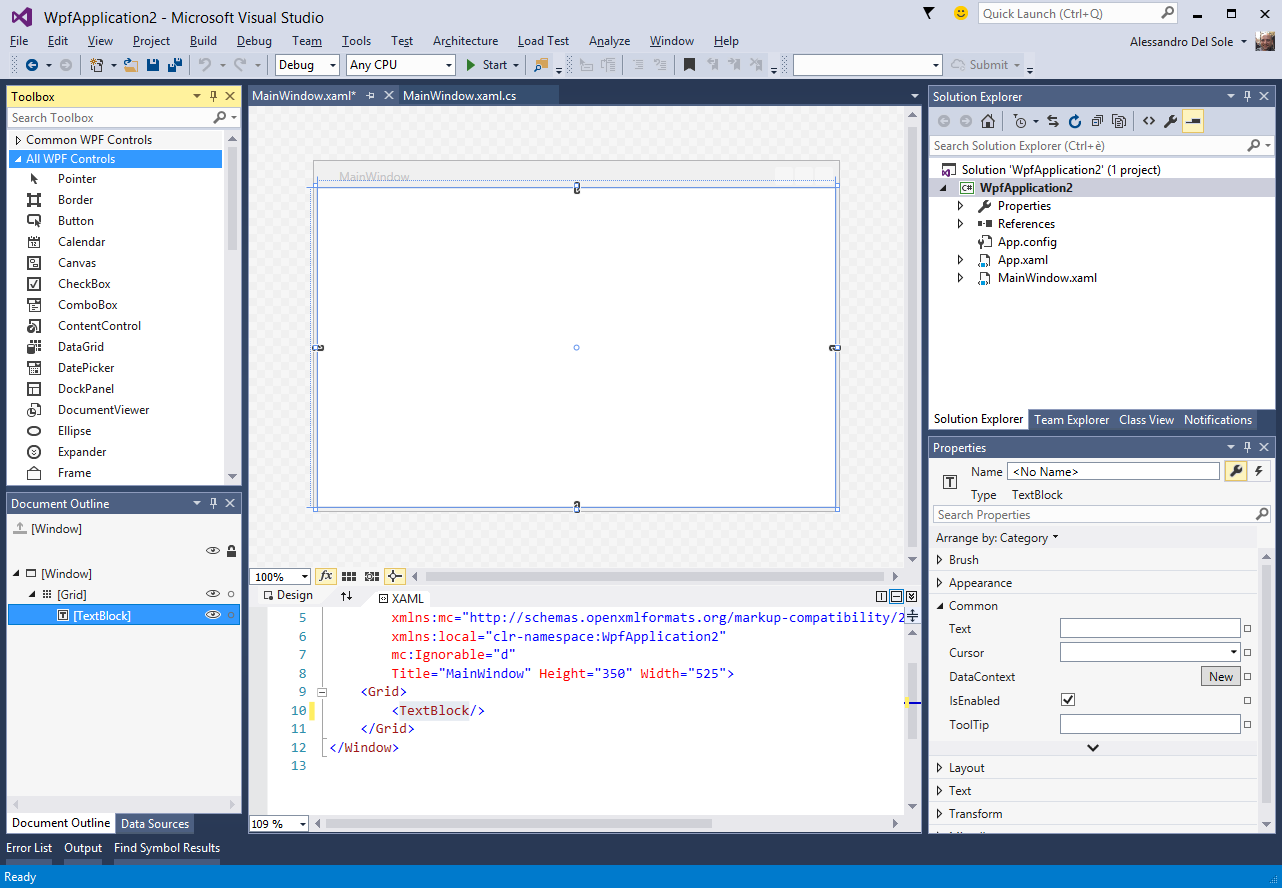 WpfApplication2 - Microsoft Visual Studio
Quick Launch (Ctrl+Q)
File Edit View Project Build Debug Team Tools Test Architecture Load Test Analyze Window Help
Alessandro Del Sole
Debug Any CPU Start Submit
Toolbox
Search Toolbox
Common WPF Controls
All WPF Controls
Pointer
Border
Button
Calendar
Canvas
CheckBox
ComboBox
ContentControl
DataGrid
DatePicker
DockPanel
DocumentViewer
Ellipse
Expander
Frame
Document Outline
[Window]
[Window]
[Grid]
[TextBlock]
Document Outline Data Sources
MainWindow.xaml* MainWindow.xaml.cs
MainWindow
100% fx
Design XAML
5 xmlns:mc="http://schemas.openxmlformats.org/markup-compatibility/2
6 xmlns:local="clr-namespace:WpfApplication2"
7 mc:Ignorable="d"
8 Title="MainWindow" Height="350" Width="525">
9 <Grid>
10 <TextBlock/>
11 </Grid>
12 </Window>
13
109 %
Solution Explorer
Search Solution Explorer (Ctrl+è)
Solution 'WpfApplication2' (1 project)
C# WpfApplication2
Properties
References
App.config
App.xaml
MainWindow.xaml
Solution Explorer Team Explorer Class View Notifications
Properties
Name <No Name>
Type TextBlock
Search Properties
Arrange by: Category
Brush
Appearance
Common
Text
Cursor
DataContext New
IsEnabled
ToolTip
Layout
Text
Transform
Error List Output Find Symbol Results
Ready